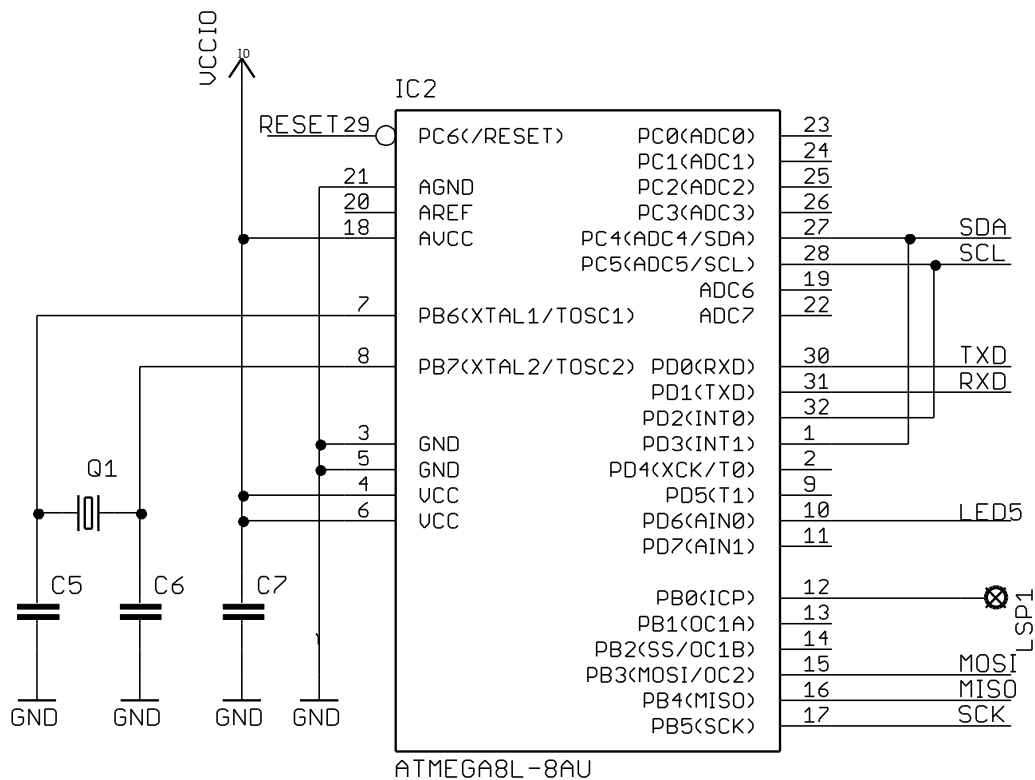 VCCIO
IO
IC2
RESET 29 PC6(/RESET) PC0(ADC0) 23
PC1(ADC1) 24
21 AGND PC2(ADC2) 25
20 AREF PC3(ADC3) 26
18 AVCC PC4(ADC4/SDA) 27 SDA
PC5(ADC5/SCL) 28 SCL
ADC6 19
7 PB6(XTAL1/TOSC1) ADC7 22
8 PB7(XTAL2/TOSC2) PD0(RXD) 30 TXD
PD1(TXD) 31 RXD
PD2(INT0) 32
3 GND PD3(INT1) 1
5 GND PD4(XCK/T0) 2
Q1
4 VCC PD5(T1) 9
6 VCC PD6(AIN0) 10 LED5
PD7(AIN1) 11
C5 C6 C7
PB0(ICP) 12
LSP1
PB1(OC1A) 13
PB2(SS/OC1B) 14
PB3(MOSI/OC2) 15 MOSI
PB4(MISO) 16 MISO
GND GND GND GND
PB5(SCK) 17 SCK
ATMEGA8L-8AU